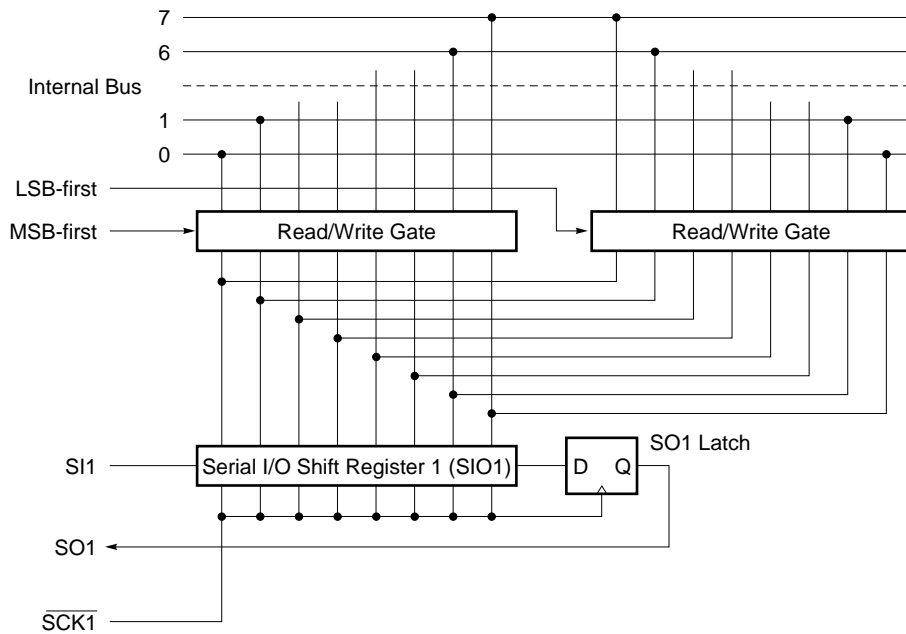 7
6
Internal Bus
1
0
LSB-first
MSB-first
Read/Write Gate
Read/Write Gate
SO1 Latch
SI1
Serial I/O Shift Register 1 (SIO1)
D Q
SO1
SCK1